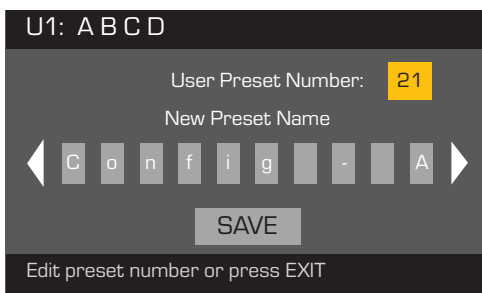 U1: A B C D
User Preset Number: 21
New Preset Name
C o n f i g - A
SAVE
Edit preset number or press EXIT